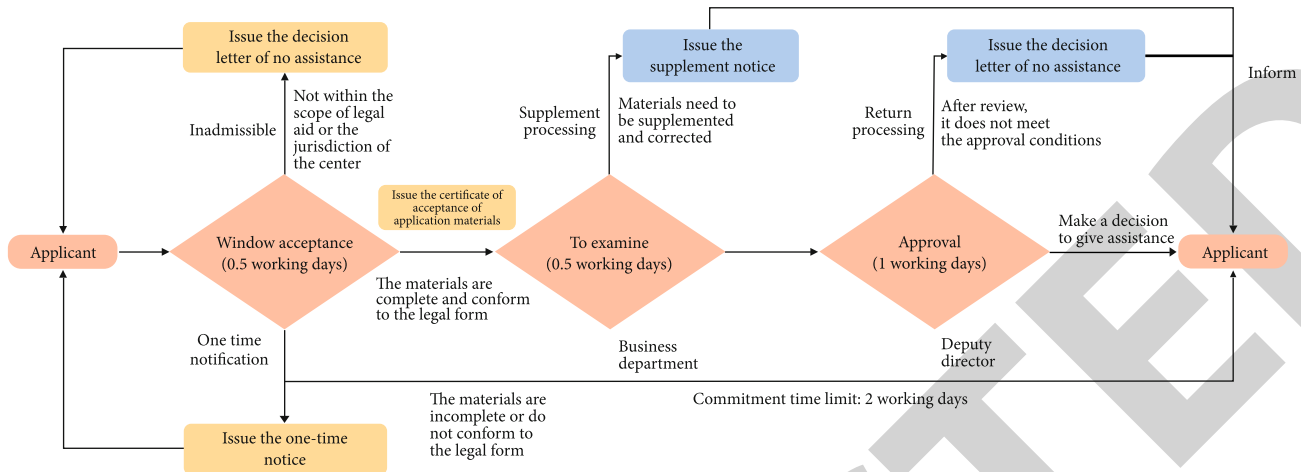 Issue the decision
letter of no assistance
Issue the
supplement notice
Issue the decision
letter of no assistance
Inform
Inadmissible
Not within the
scope of legal
aid or the
jurisdiction of
the center
Supplement
processing
Materials need to
be supplemented
and corrected
Return
processing
After review,
it does not meet
the approval conditions
Issue the certificate of
acceptance of
application materials
Applicant
Window acceptance
(0.5 working days)
To examine
(0.5 working days)
Approval
(1 working days)
Make a decision
to give assistance
Applicant
The materials are
complete and conform
to the legal form
One time
notification
Business
department
Deputy
director
The materials are
incomplete or do
not conform to
the legal form
Commitment time limit: 2 working days
Issue the one-time
notice